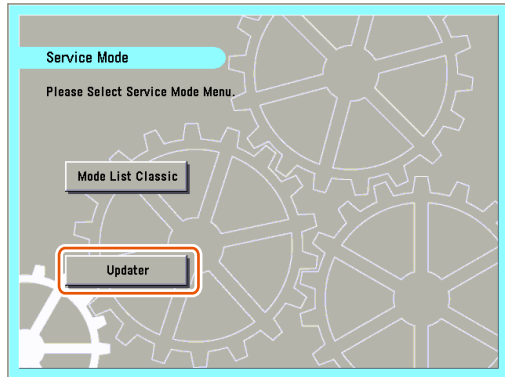 Service Mode
Please Select Service Mode Menu.
Mode List Classic
Updater